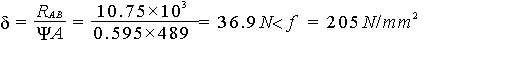 δ = R_AB / ΨA = 10.75×10³ / 0.595×489 = 36.9 N< f = 205 N/mm²